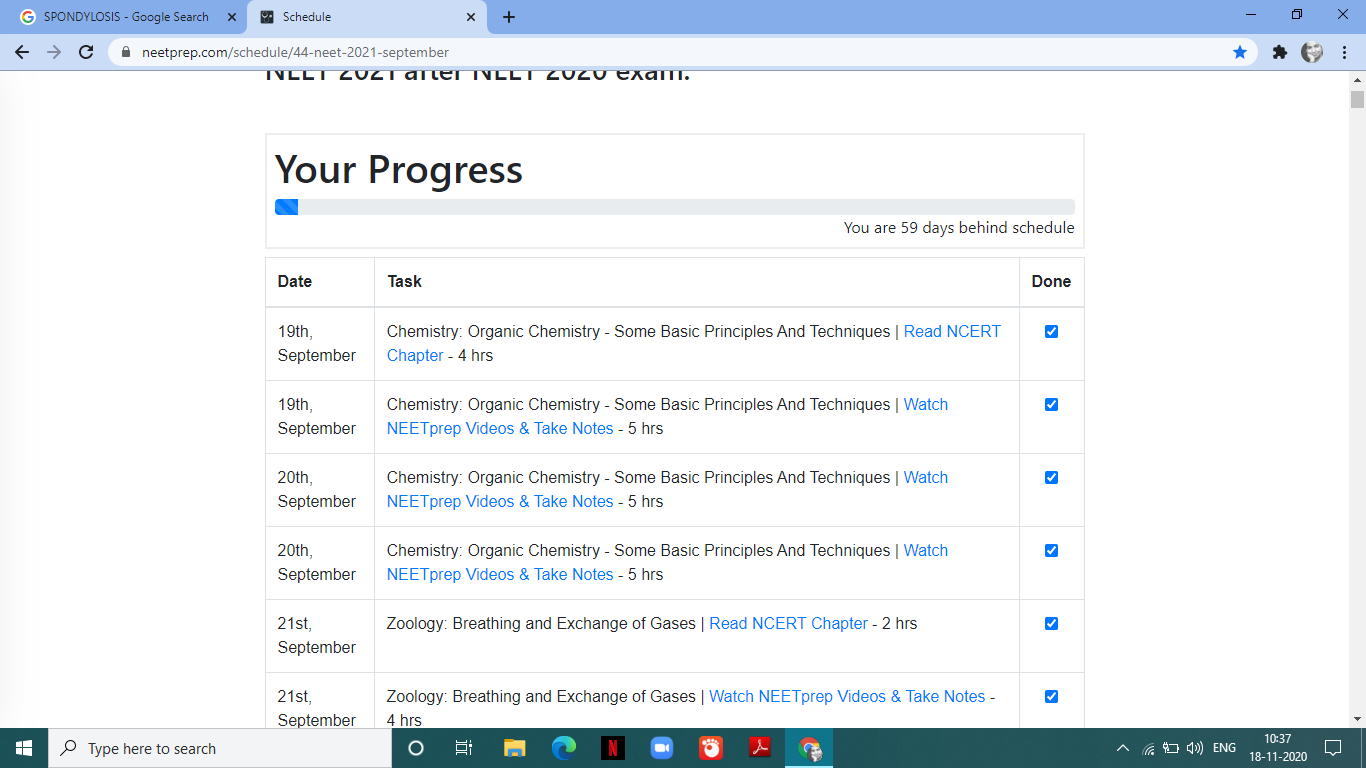 SPONDYLOSIS - Google Search
Schedule
neetprep.com/schedule/44-neet-2021-september
NEET 2021 after NEET 2020 exam.
Your Progress
You are 59 days behind schedule
Date Task Done
19th, September
Chemistry: Organic Chemistry - Some Basic Principles And Techniques | Read NCERT
Chapter - 4 hrs
19th, September
Chemistry: Organic Chemistry - Some Basic Principles And Techniques | Watch
NEETprep Videos & Take Notes - 5 hrs
20th, September
Chemistry: Organic Chemistry - Some Basic Principles And Techniques | Watch
NEETprep Videos & Take Notes - 5 hrs
20th, September
Chemistry: Organic Chemistry - Some Basic Principles And Techniques | Watch
NEETprep Videos & Take Notes - 5 hrs
21st, September
Zoology: Breathing and Exchange of Gases | Read NCERT Chapter - 2 hrs
21st, September
Zoology: Breathing and Exchange of Gases | Watch NEETprep Videos & Take Notes -
4 hrs
Type here to search
N
ENG
10:37
18-11-2020